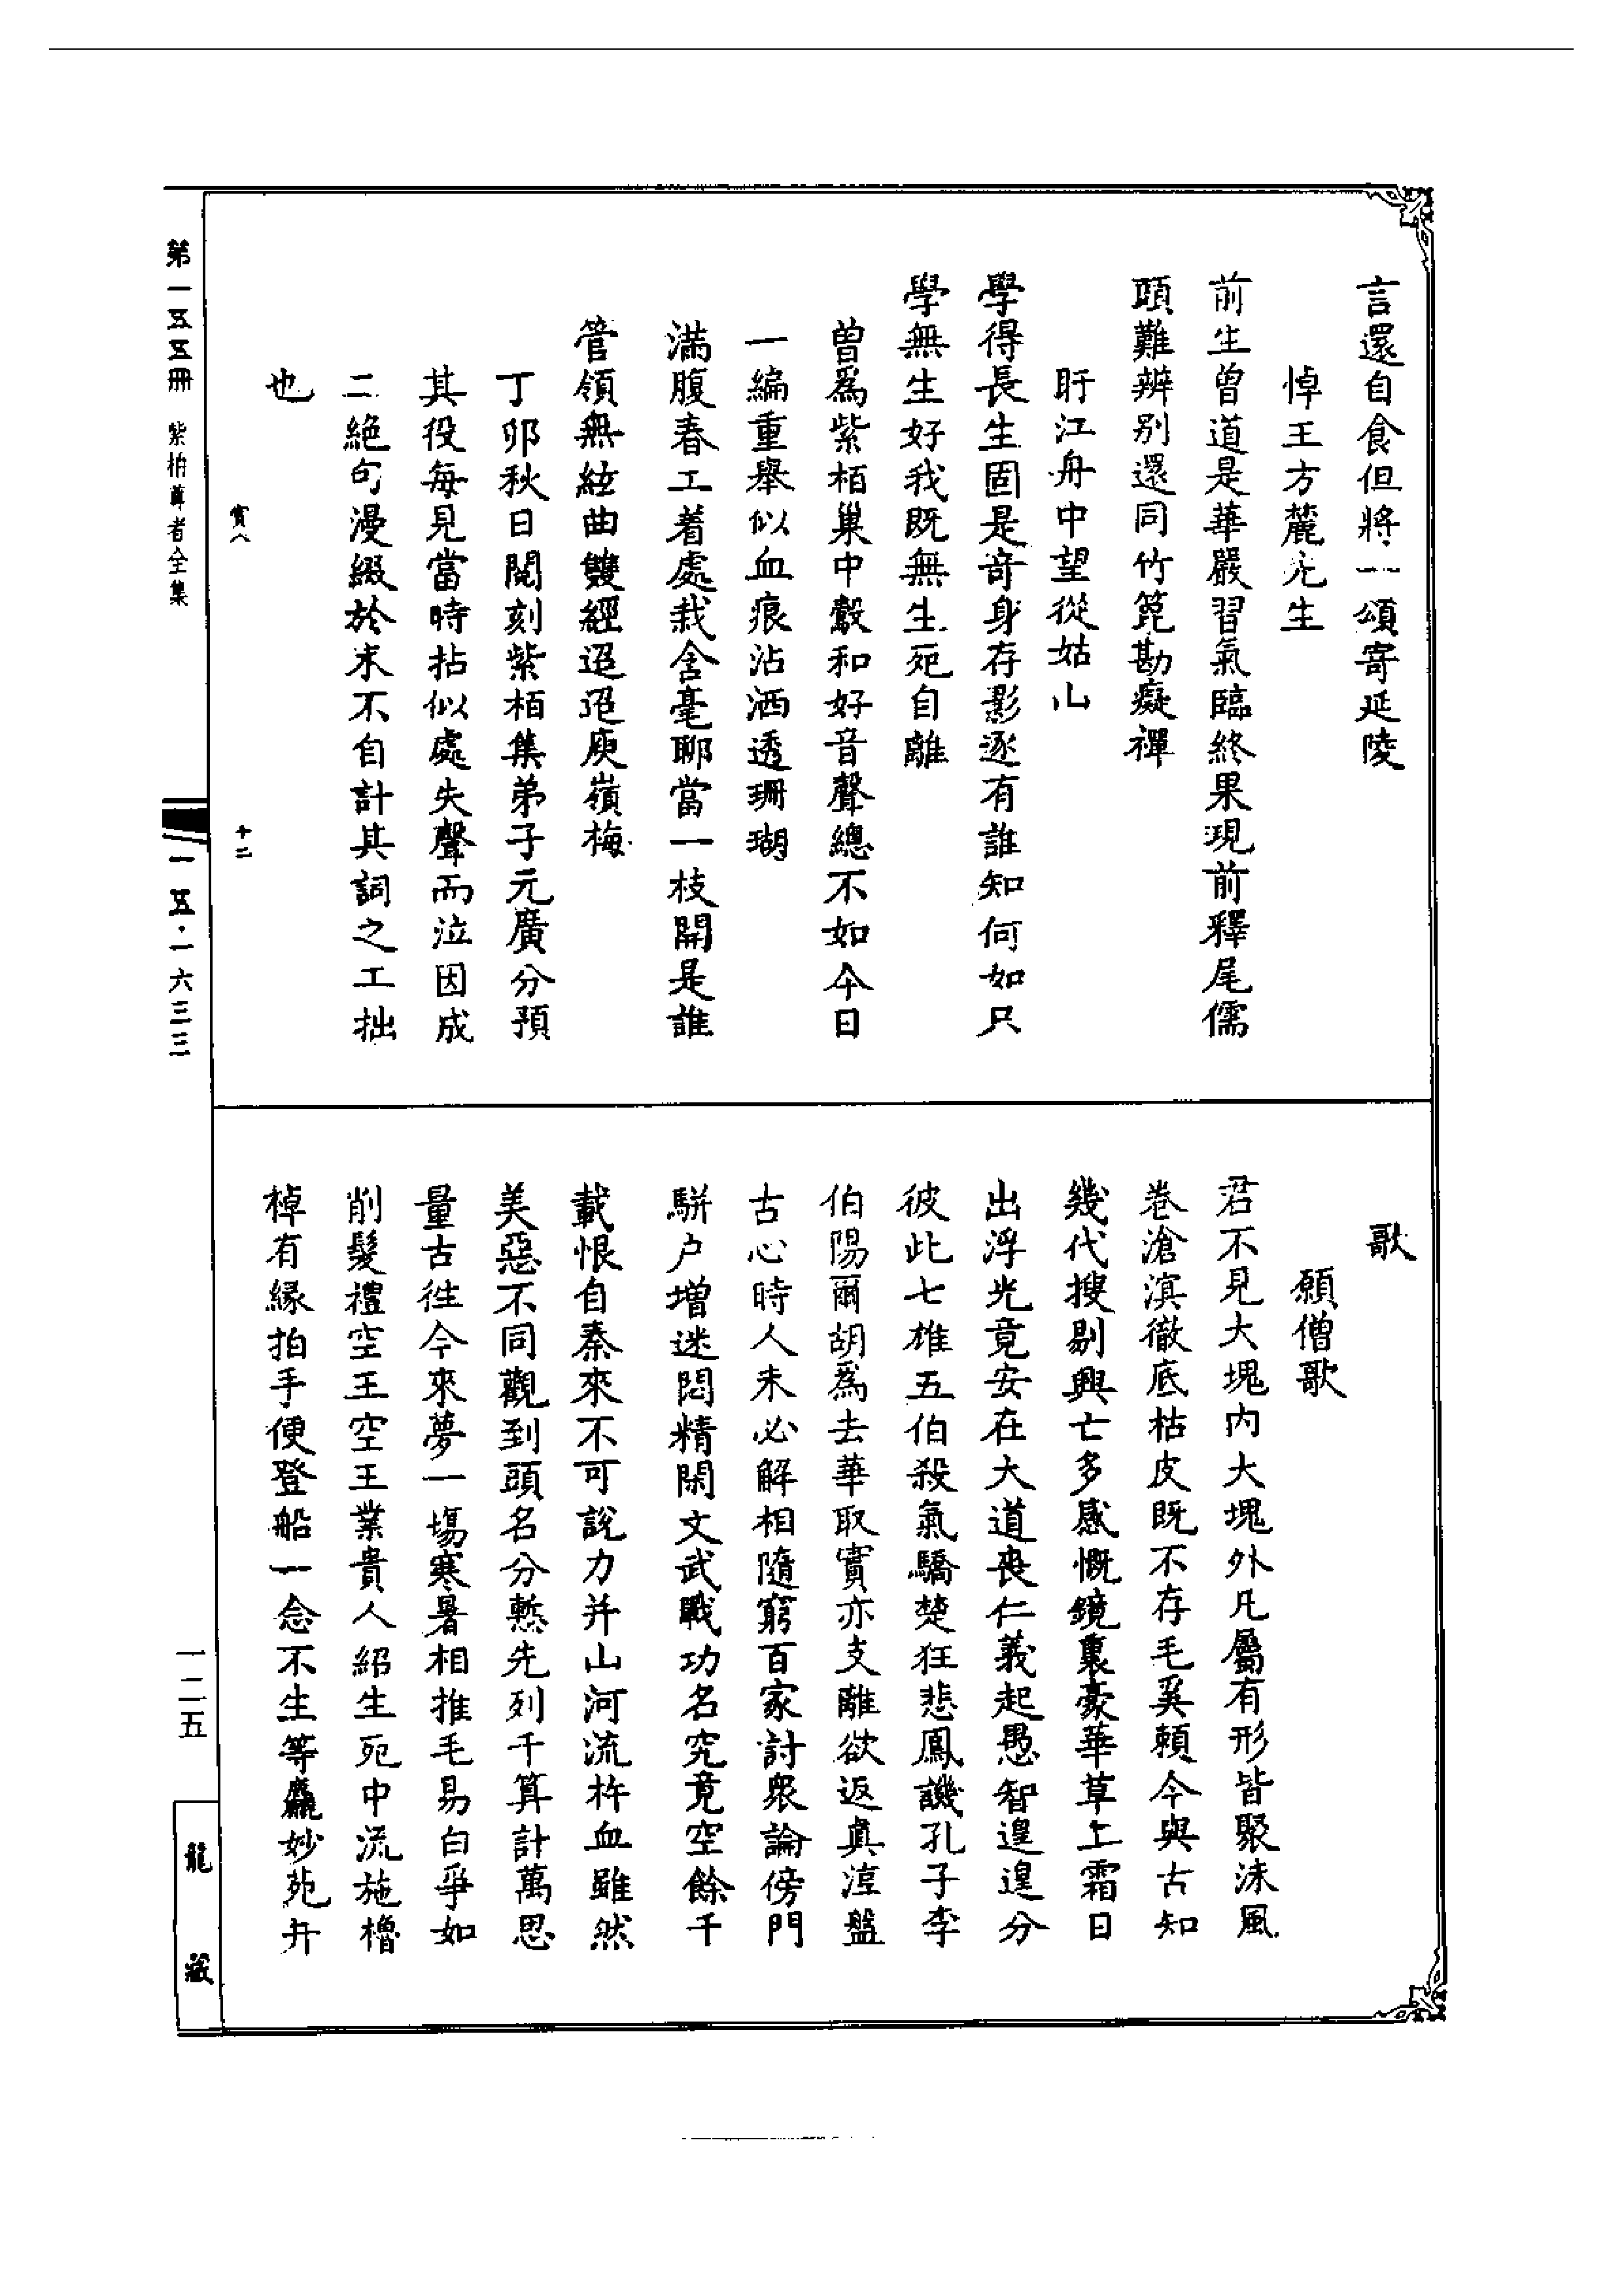 言還自食但將一頌寄延陵
悼王方麓先生
前生曾道是華嚴習氣臨終果現前釋尾儒
頭難辨别還同竹篦勘癡禪
盱江舟中望從姑山
學得長生固是奇身存影逐有誰知何如只
學無生好我既無生死自離
曽爲紫栢巢中鷇和好音聲總不如今日
一編重舉似血痕沾洒透珊瑚
滿腹春工着處栽含毫耶當一枝開是誰
管領無絃曲雙經迢迢庾嶺梅
丁卯秋日閱刻紫栢集弟子元廣分預
其役每見當時拈似處失聲而泣因成
二絶句漫綴於末不自計其詞之工拙
也
歌
願僧歌
君不見大塊内大塊外凡屬有形皆聚沫風
卷滄溟徹底枯皮既不存毛奚頼今與古知
幾代搜剔興亡多感慨鏡裏豪華草上霜日
出浮光竟安在大道喪仁義起愚智遑遑分
彼此七雄五伯殺氣驕楚狂悲鳳譏孔子李
伯陽爾胡爲去華取實亦支離欲返眞淳盤
古心時人未必解相隨窮百家討衆論傍門
駢户增迷悶精閑文武戰功名究竟空餘千
載恨自秦來不可說力并山河流杵血雖然
美惡不同觀到頭名分慙先列千算計萬思
量古徃今來夢一場寒暑相推毛易白爭如
削髮禮空王空王業貴人紹生死中流施櫓
棹有縁拍手便登船一念不生等麤妙苑井
第一五五冊 紫栢尊者全集
實八
十二
一五·一六三三
一二五
龍藏